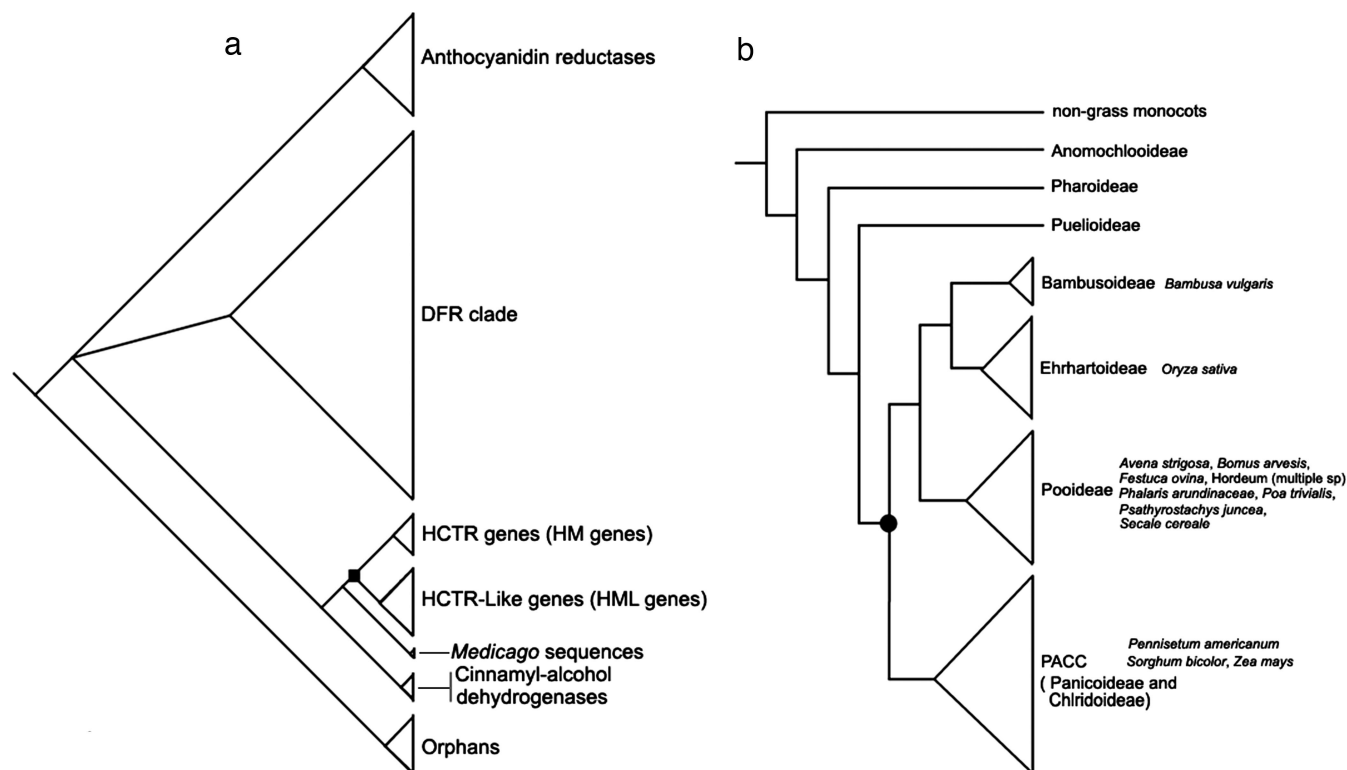 a
Anthocyanidin reductases
DFR clade
HCTR genes (HM genes)
HCTR-Like genes (HML genes)
Medicago sequences
Cinnamyl-alcohol
dehydrogenases
Orphans
b
non-grass monocots
Anomochlooideae
Pharoideae
Puelioideae
Bambusoideae Bambusa vulgaris
Ehrhartoideae Oryza sativa
Pooideae
Avena strigosa, Bomus arvesis,
Festuca ovina, Hordeum (multiple sp)
Phalaris arundinaceae, Poa trivialis,
Psathyrostachys juncea,
Secale cereale
PACC
( Panicoideae and
Chlridoideae)
Pennisetum americanum
Sorghum bicolor, Zea mays